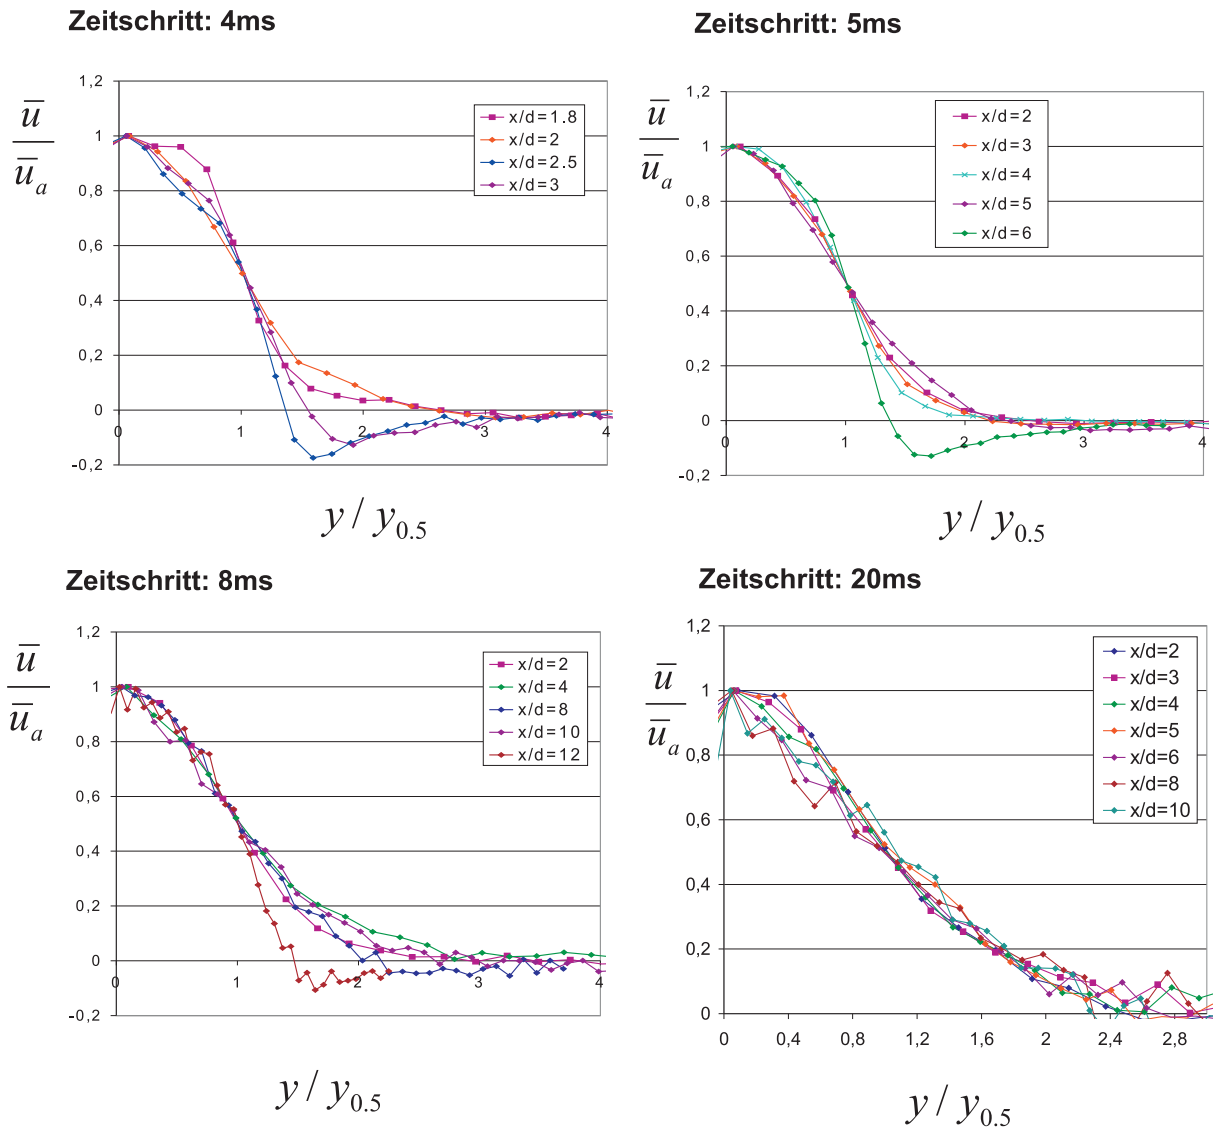 Zeitschritt: 4ms
1,2
1
0,8
0,6
0,4
0,2
0
-0,2
0
1
2
3
4
u̅
u̅a
x/d=1.8
x/d=2
x/d=2.5
x/d=3
y / y0.5
Zeitschritt: 5ms
1,2
1
0,8
0,6
0,4
0,2
0
-0,2
0
1
2
3
4
u̅
u̅a
x/d=2
x/d=3
x/d=4
x/d=5
x/d=6
y / y0.5
Zeitschritt: 8ms
1,2
1
0,8
0,6
0,4
0,2
0
-0,2
0
1
2
3
4
u̅
u̅a
x/d=2
x/d=4
x/d=8
x/d=10
x/d=12
y / y0.5
Zeitschritt: 20ms
1,2
1
0,8
0,6
0,4
0,2
0
0
0,4
0,8
1,2
1,6
2
2,4
2,8
u̅
u̅a
x/d=2
x/d=3
x/d=4
x/d=5
x/d=6
x/d=8
x/d=10
y / y0.5